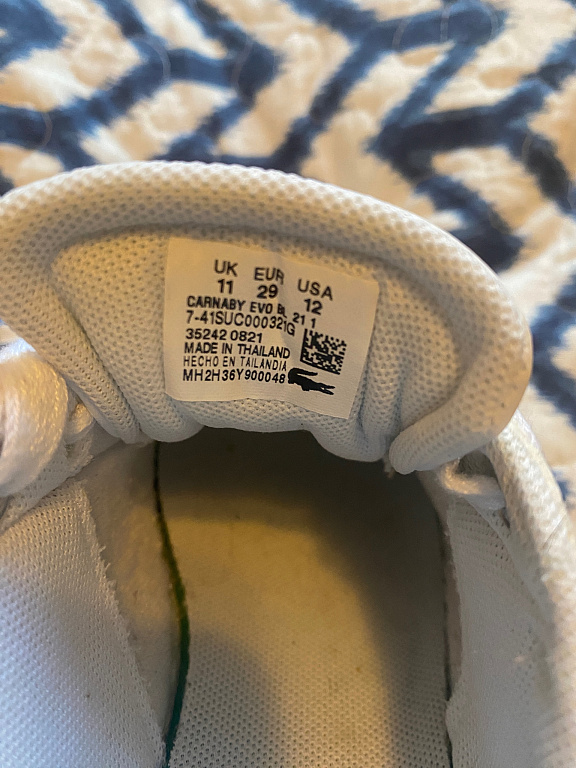 UK EUR USA
11 29 12
CARNABY EVO BL 21 1
7-41SUC000321G
35242 0821
MADE IN THAILAND
HECHO EN TAILANDIA
MH2H36Y900048